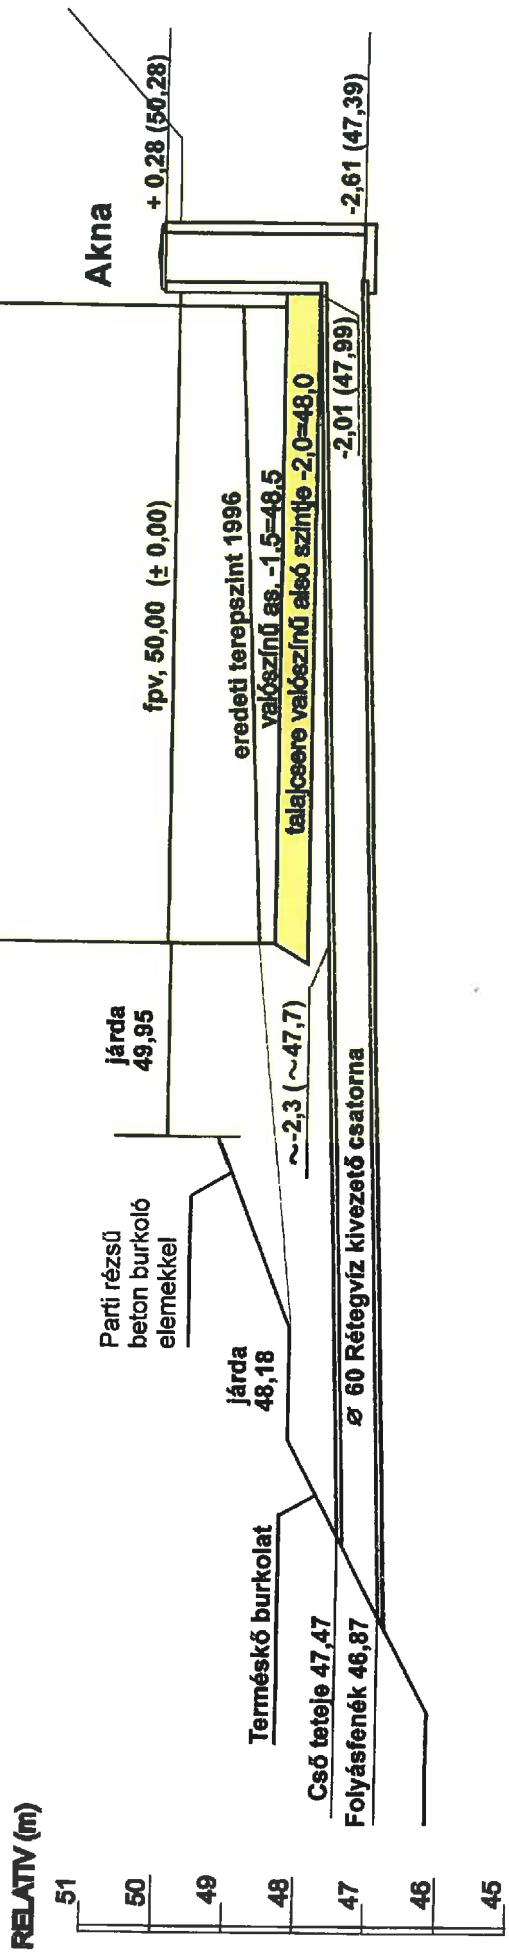 RELATIV (m)
51
50
49
48
47
46
45
Cső teteje 47,47
Folyásfenék 46,87
Terméskő burkolat
járda
48,18
Parti rézsű
beton burkoló
elemekkel
járda
49,95
~-2,3 (~47,7)
Ø 60 Rétegvíz kivezető csatorna
fpv, 50,00 (± 0,00)
eredeti terepszint 1996
valószínű as. -1,5=48,5
talajcsere valószínű alsó szintje -2,0=48,0
-2,01 (47,99)
Akna
+ 0,28 (50,28)
-2,61 (47,39)